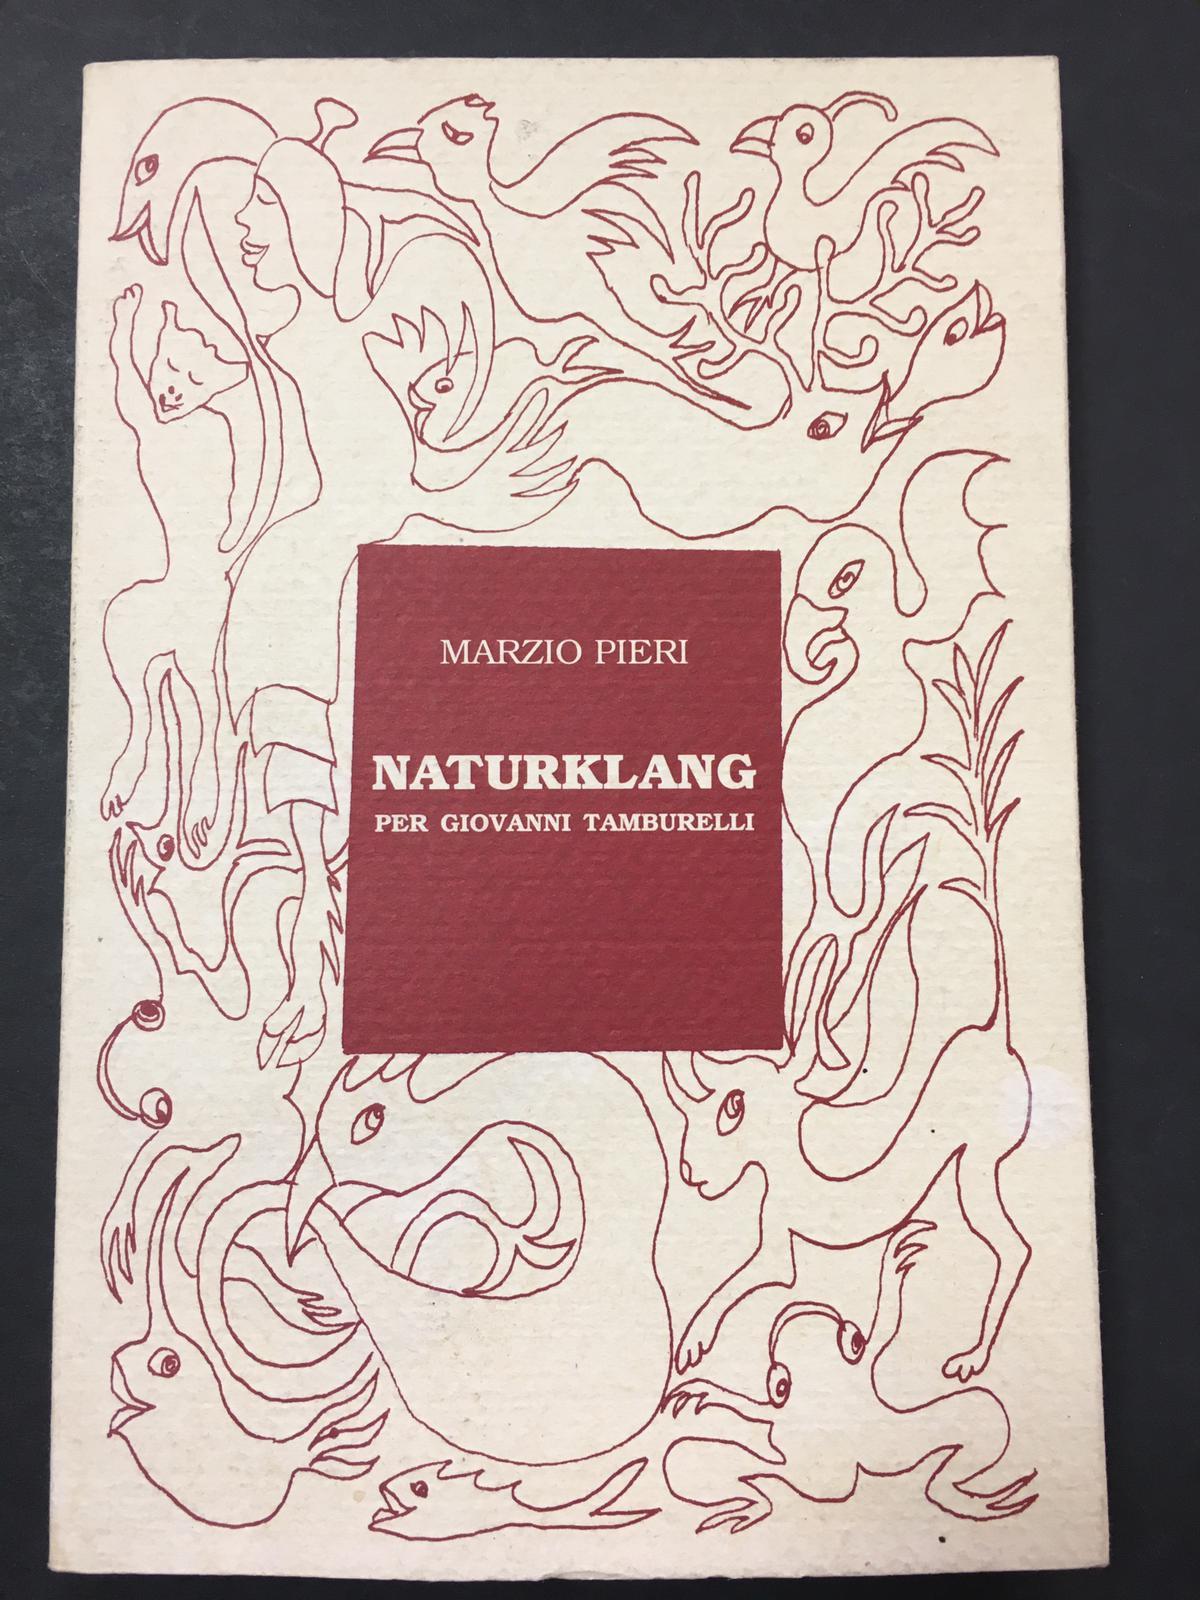 MARZIO PIERI
NATURKLANG
PER GIOVANNI TAMBURELLI